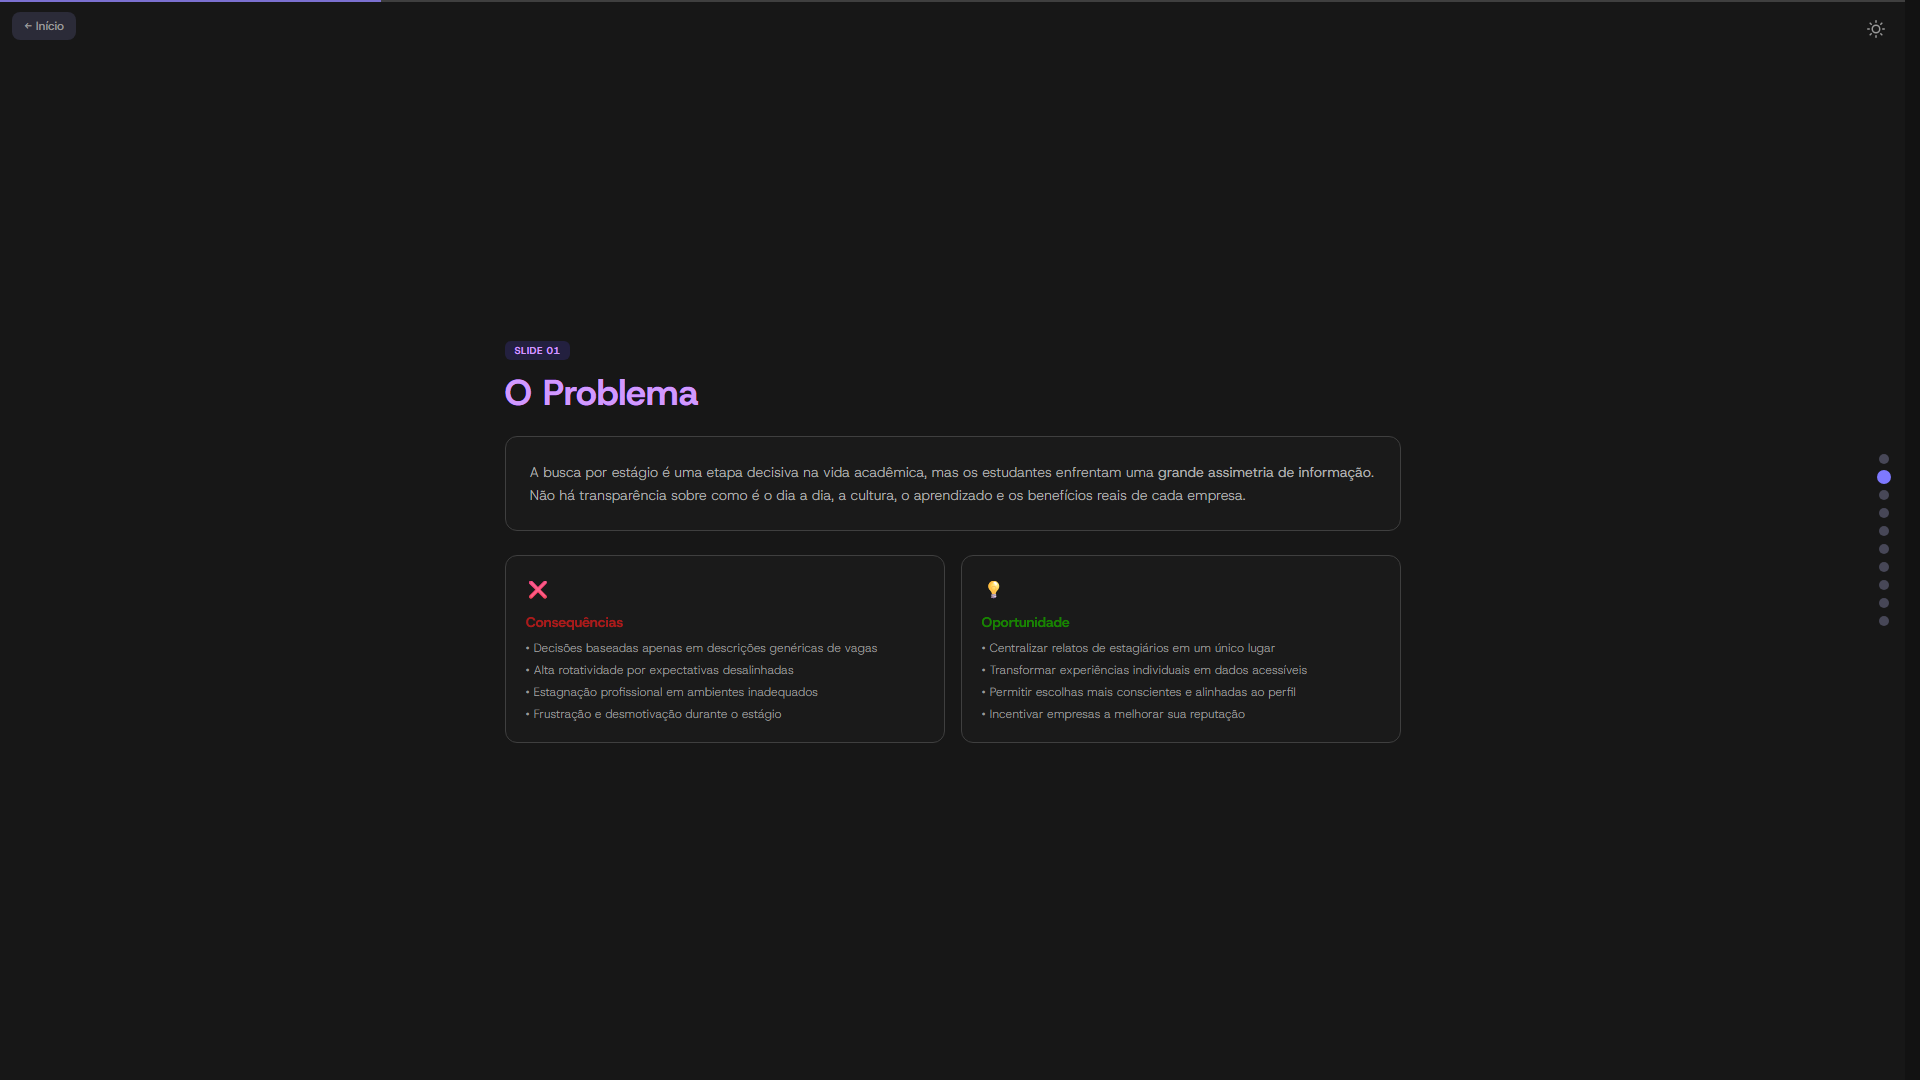 ← Início
SLIDE 01
O Problema
A busca por estágio é uma etapa decisiva na vida acadêmica, mas os estudantes enfrentam uma grande assimetria de informação.
Não há transparência sobre como é o dia a dia, a cultura, o aprendizado e os benefícios reais de cada empresa.
Consequências
• Decisões baseadas apenas em descrições genéricas de vagas
• Alta rotatividade por expectativas desalinhadas
• Estagnação profissional em ambientes inadequados
• Frustração e desmotivação durante o estágio
Oportunidade
• Centralizar relatos de estagiários em um único lugar
• Transformar experiências individuais em dados acessíveis
• Permitir escolhas mais conscientes e alinhadas ao perfil
• Incentivar empresas a melhorar sua reputação